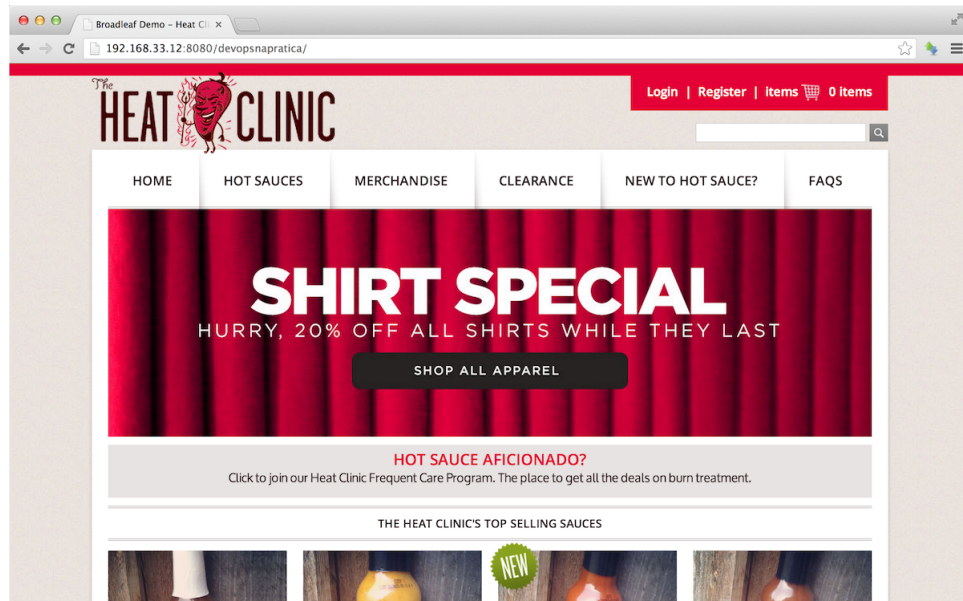 Broadleaf Demo – Heat Cli
192.168.33.12:8080/devopsnapratica/
The
HEAT CLINIC
Login | Register | items 0 items
HOME HOT SAUCES MERCHANDISE CLEARANCE NEW TO HOT SAUCE? FAQS
SHIRT SPECIAL
HURRY, 20% OFF ALL SHIRTS WHILE THEY LAST
SHOP ALL APPAREL
HOT SAUCE AFICIONADO?
Click to join our Heat Clinic Frequent Care Program. The place to get all the deals on burn treatment.
THE HEAT CLINIC'S TOP SELLING SAUCES
NEW